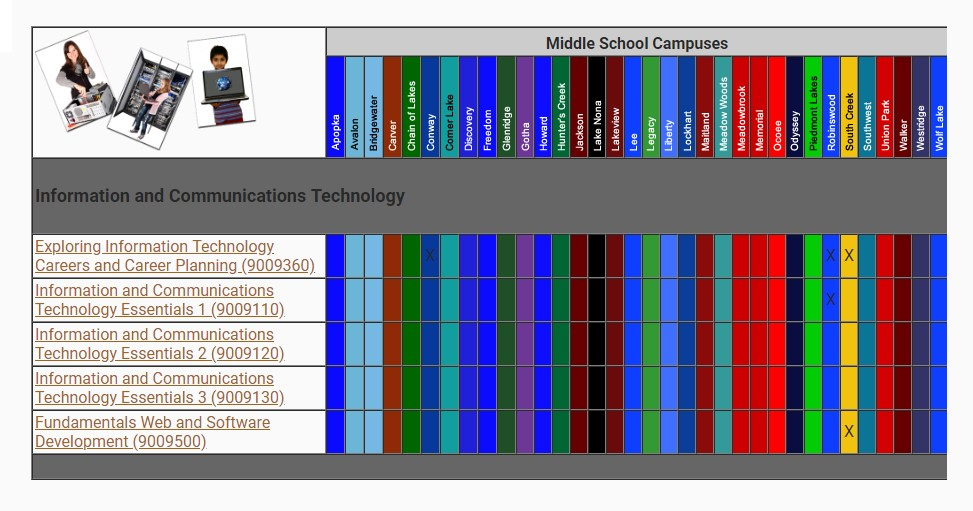 Middle School Campuses
Apopka
Avalon
Bridgewater
Carver
Chain of Lakes
Conway
Corner Lake
Discovery
Freedom
Glenridge
Gotha
Howard
Hunter's Creek
Jackson
Lake Nona
Lakeview
Lee
Legacy
Liberty
Lockhart
Maitland
Meadow Woods
Meadowbrook
Memorial
Ocoee
Odyssey
Piedmont Lakes
Robinswood
South Creek
Southwest
Union Park
Walker
Westridge
Wolf Lake
Information and Communications Technology
Exploring Information Technology
Careers and Career Planning (9009360)
X X X
Information and Communications
Technology Essentials 1 (9009110)
X
Information and Communications
Technology Essentials 2 (9009120)
Information and Communications
Technology Essentials 3 (9009130)
Fundamentals Web and Software
Development (9009500)
X